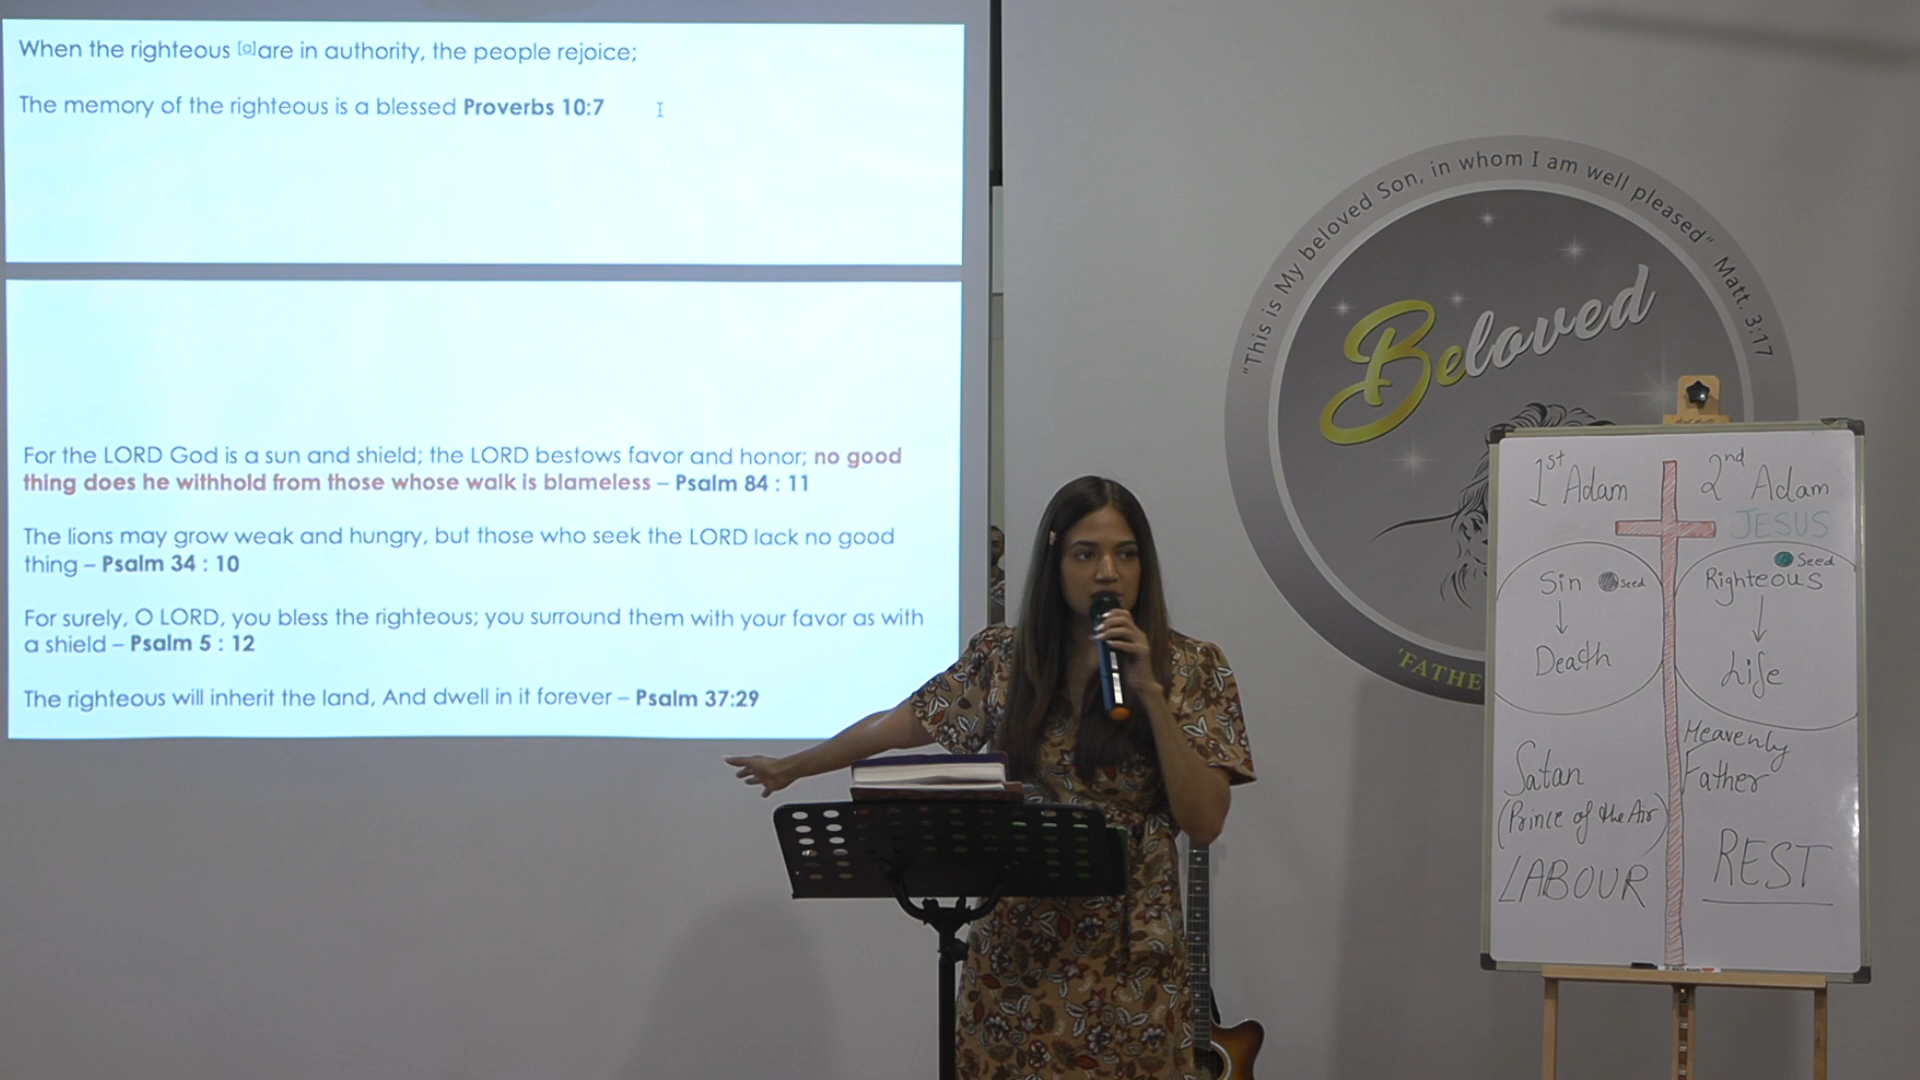 When the righteous [a]are in authority, the people rejoice;
The memory of the righteous is a blessed Proverbs 10:7
For the LORD God is a sun and shield; the LORD bestows favor and honor; no good
thing does he withhold from those whose walk is blameless – Psalm 84 : 11
The lions may grow weak and hungry, but those who seek the LORD lack no good
thing – Psalm 34 : 10
For surely, O LORD, you bless the righteous; you surround them with your favor as with
a shield – Psalm 5 : 12
The righteous will inherit the land, And dwell in it forever – Psalm 37:29
"This is My beloved Son, in whom I am well pleased" Matt. 3:17
Beloved
'FATHE
1st Adam
Sin Seed
Death
Satan
(Prince of the Air)
LABOUR
2nd Adam
JESUS
Seed
Righteous
Life
Heavenly
Father
REST